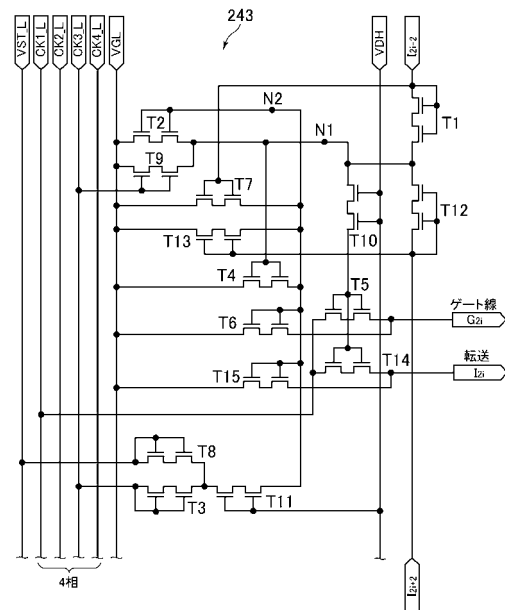 243
VST_L
CK1_L
CK2_L
CK3_L
CK4_L
VGL
VDH
I2i-2
N2
T2
N1
T1
T9
T7
T12
T13
T10
T4
T5
ゲート線
G2i
T6
転送
T14
I2i
T15
T8
T3
T11
4相
I2i+2